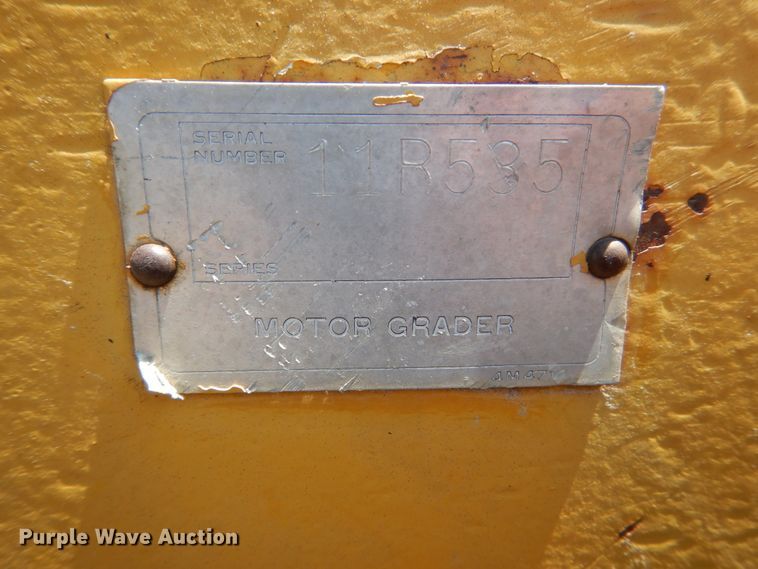 SERIAL
NUMBER 11R535
SERIES
MOTOR GRADER
Purple Wave Auction